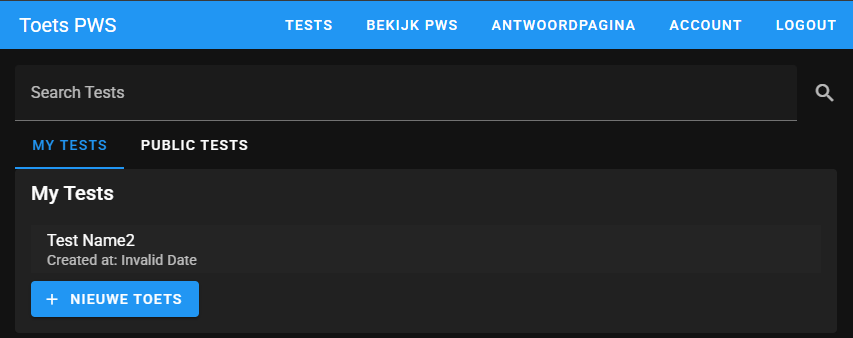 Toets PWS TESTS BEKIJK PWS ANTWOORDPAGINA ACCOUNT LOGOUT
Search Tests
MY TESTS PUBLIC TESTS
My Tests
Test Name2
Created at: Invalid Date
+ NIEUWE TOETS